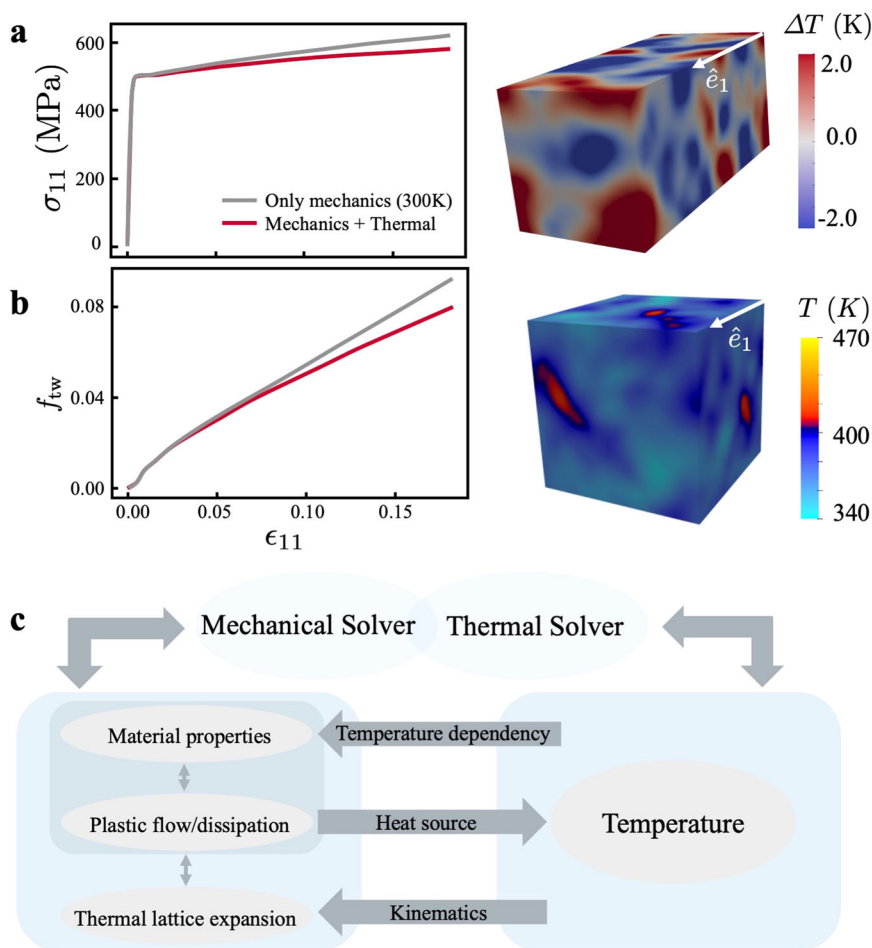 a
σ₁₁ (MPa)
600
400
200
0
Only mechanics (300K)
Mechanics + Thermal
ê₁
ΔT (K)
2.0
0.0
-2.0
b
f_tw
0.08
0.04
0.00
0.00 0.05 0.10 0.15
ϵ₁₁
ê₁
T (K)
470
400
340
c
Mechanical Solver
Thermal Solver
Material properties
Temperature dependency
Plastic flow/dissipation
Heat source
Temperature
Thermal lattice expansion
Kinematics